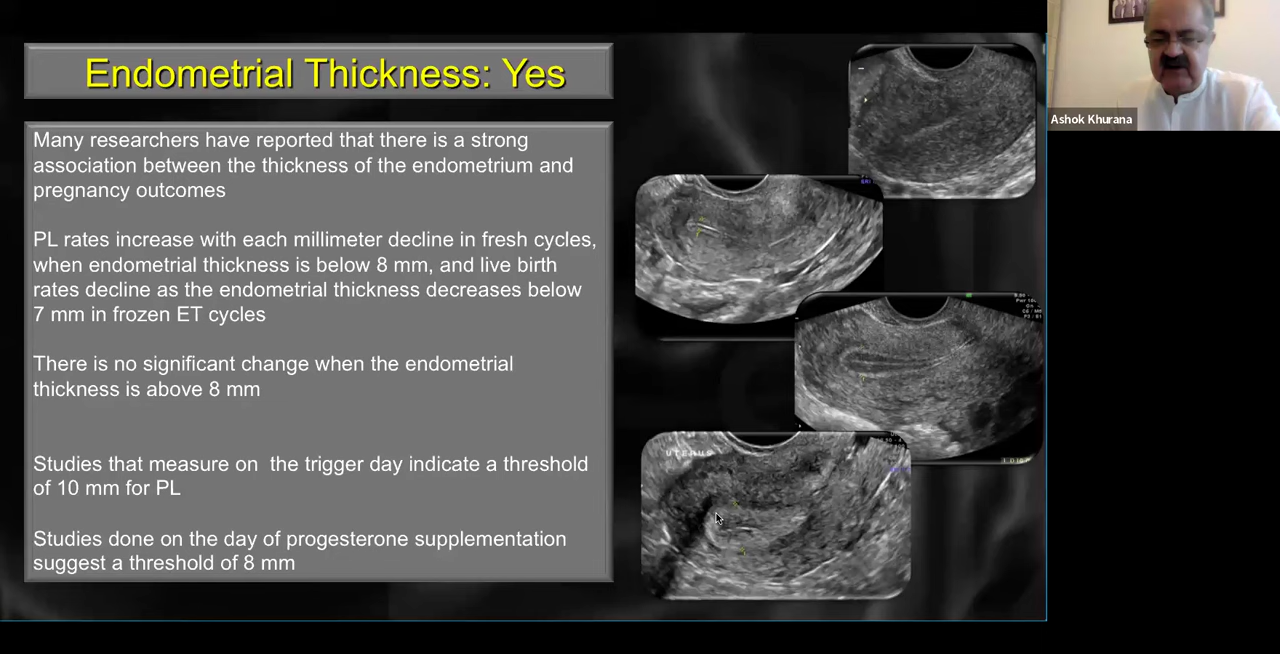 Endometrial Thickness: Yes
Many researchers have reported that there is a strong
association between the thickness of the endometrium and
pregnancy outcomes
PL rates increase with each millimeter decline in fresh cycles,
when endometrial thickness is below 8 mm, and live birth
rates decline as the endometrial thickness decreases below
7 mm in frozen ET cycles
There is no significant change when the endometrial
thickness is above 8 mm
Studies that measure on  the trigger day indicate a threshold
of 10 mm for PL
Studies done on the day of progesterone supplementation
suggest a threshold of 8 mm
UTERUS
Ashok Khurana